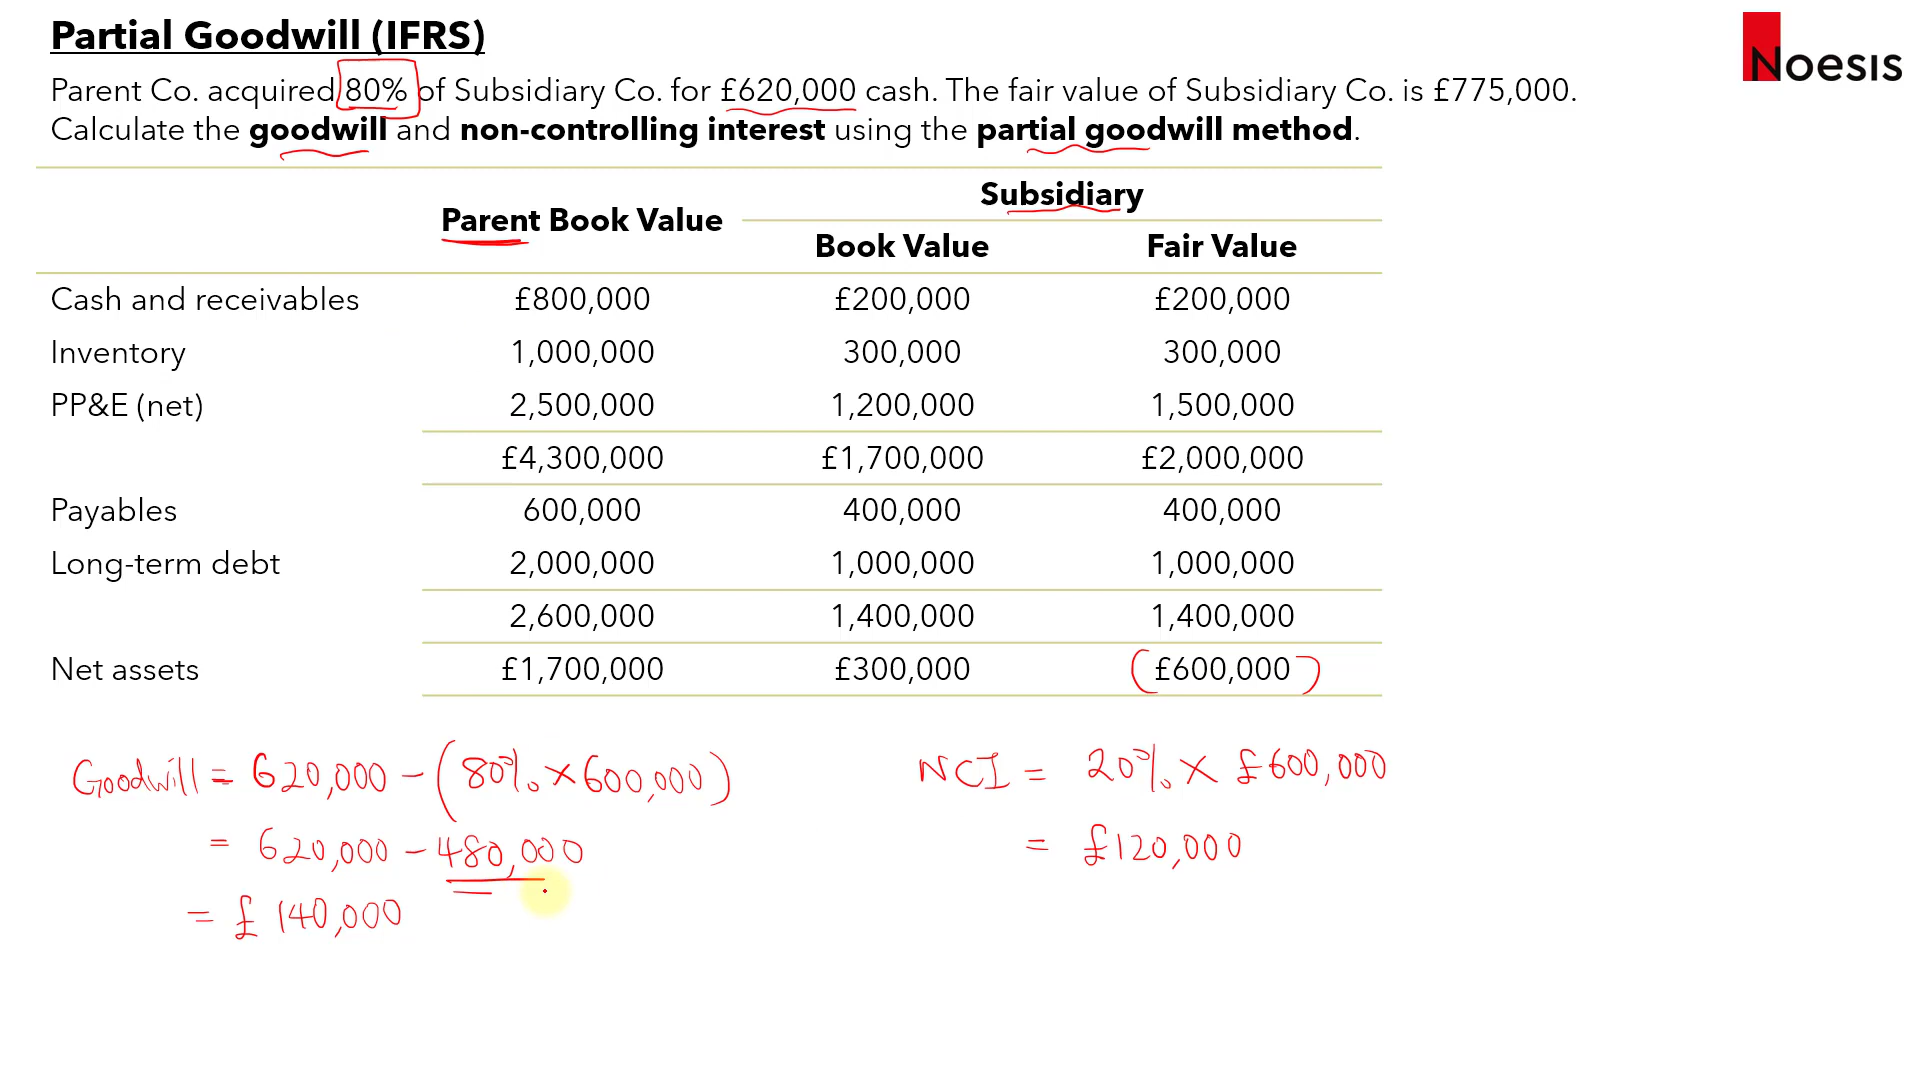 Partial Goodwill (IFRS)
Noesis
Parent Co. acquired 80% of Subsidiary Co. for £620,000 cash. The fair value of Subsidiary Co. is £775,000.
Calculate the goodwill and non-controlling interest using the partial goodwill method.
Subsidiary
Parent Book Value
Book Value Fair Value
Cash and receivables £800,000 £200,000 £200,000
Inventory 1,000,000 300,000 300,000
PP&E (net) 2,500,000 1,200,000 1,500,000
£4,300,000 £1,700,000 £2,000,000
Payables 600,000 400,000 400,000
Long-term debt 2,000,000 1,000,000 1,000,000
2,600,000 1,400,000 1,400,000
Net assets £1,700,000 £300,000 (£600,000)
Goodwill = 620,000 - (80% × 600,000) NCI = 20% × £600,000
= 620,000 - 480,000 = £120,000
= £ 140,000